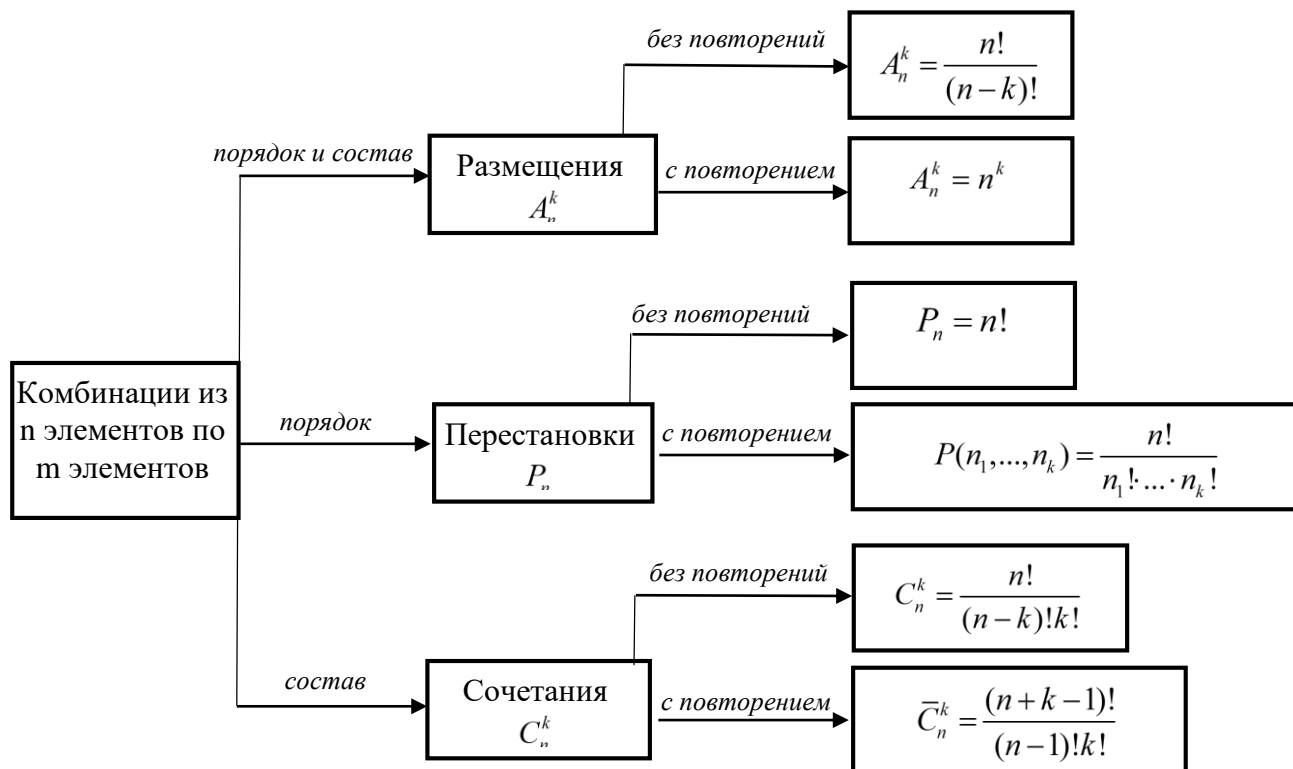 без повторений
A_n^k = n! / (n − k)!
порядок и состав
Размещения
A_n^k
с повторением
A_n^k = n^k
без повторений
P_n = n!
Комбинации из
n элементов по
m элементов
порядок
Перестановки
P_n
с повторением
P(n_1,...,n_k) = n! / (n_1!·...·n_k!)
без повторений
C_n^k = n! / ((n − k)!k!)
состав
Сочетания
C_n^k
с повторением
C̅_n^k = (n + k − 1)! / ((n − 1)!k!)